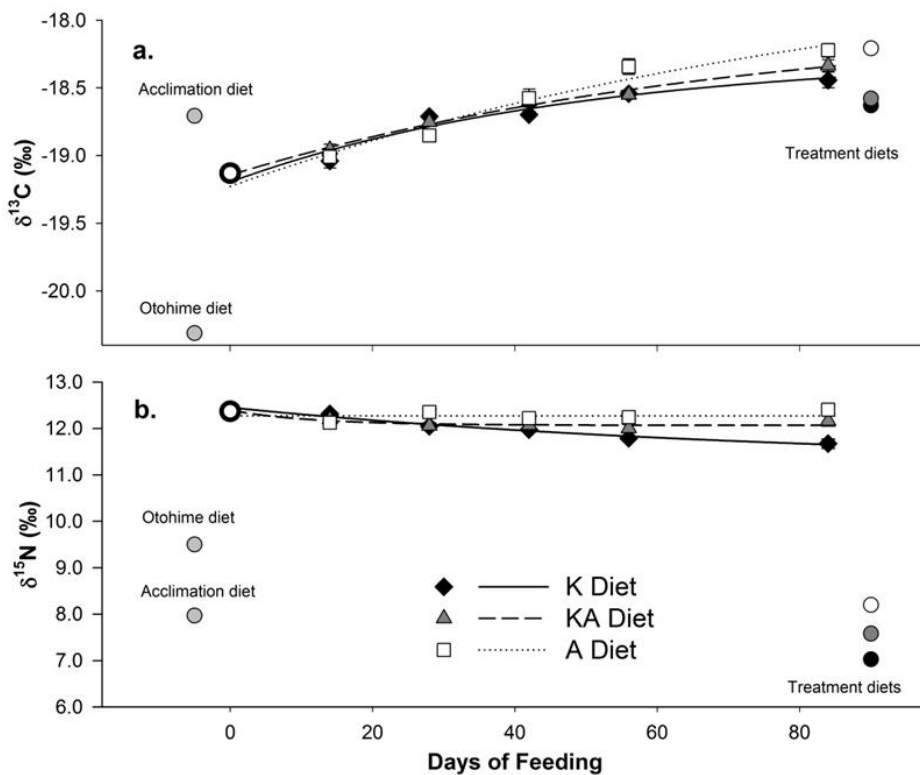 -18.0
a.
-18.5
Acclimation diet
-19.0
Treatment diets
δ¹³C (‰)
-19.5
-20.0
Otohime diet
13.0
b.
12.0
11.0
10.0
Otohime diet
δ¹⁵N (‰)
9.0
Acclimation diet
K Diet
8.0
KA Diet
7.0
A Diet
Treatment diets
6.0
0 20 40 60 80
Days of Feeding